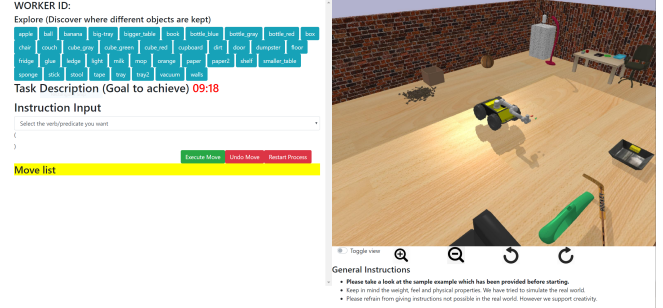 WORKER ID:
Explore (Discover where different objects are kept)
apple ball banana big-tray bigger_table book bottle_blue bottle_gray bottle_red box
chair couch cube_gray cube_green cube_red cupboard dirt door dumpster floor
fridge glue ledge light milk mop orange paper paper2 shelf smaller_table
sponge stick stool tape tray tray2 vacuum walls
Task Description (Goal to achieve) 09:18
Instruction Input
Select the verb/predicate you want
(
)
Execute Move Undo Move Restart Process
Move list
Toggle view
General Instructions
Please take a look at the sample example which has been provided before starting.
Keep in mind the weight, feel and physical properties. We have tried to simulate the real world.
Please refrain from giving instructions not possible in the real world. However we support creativity.